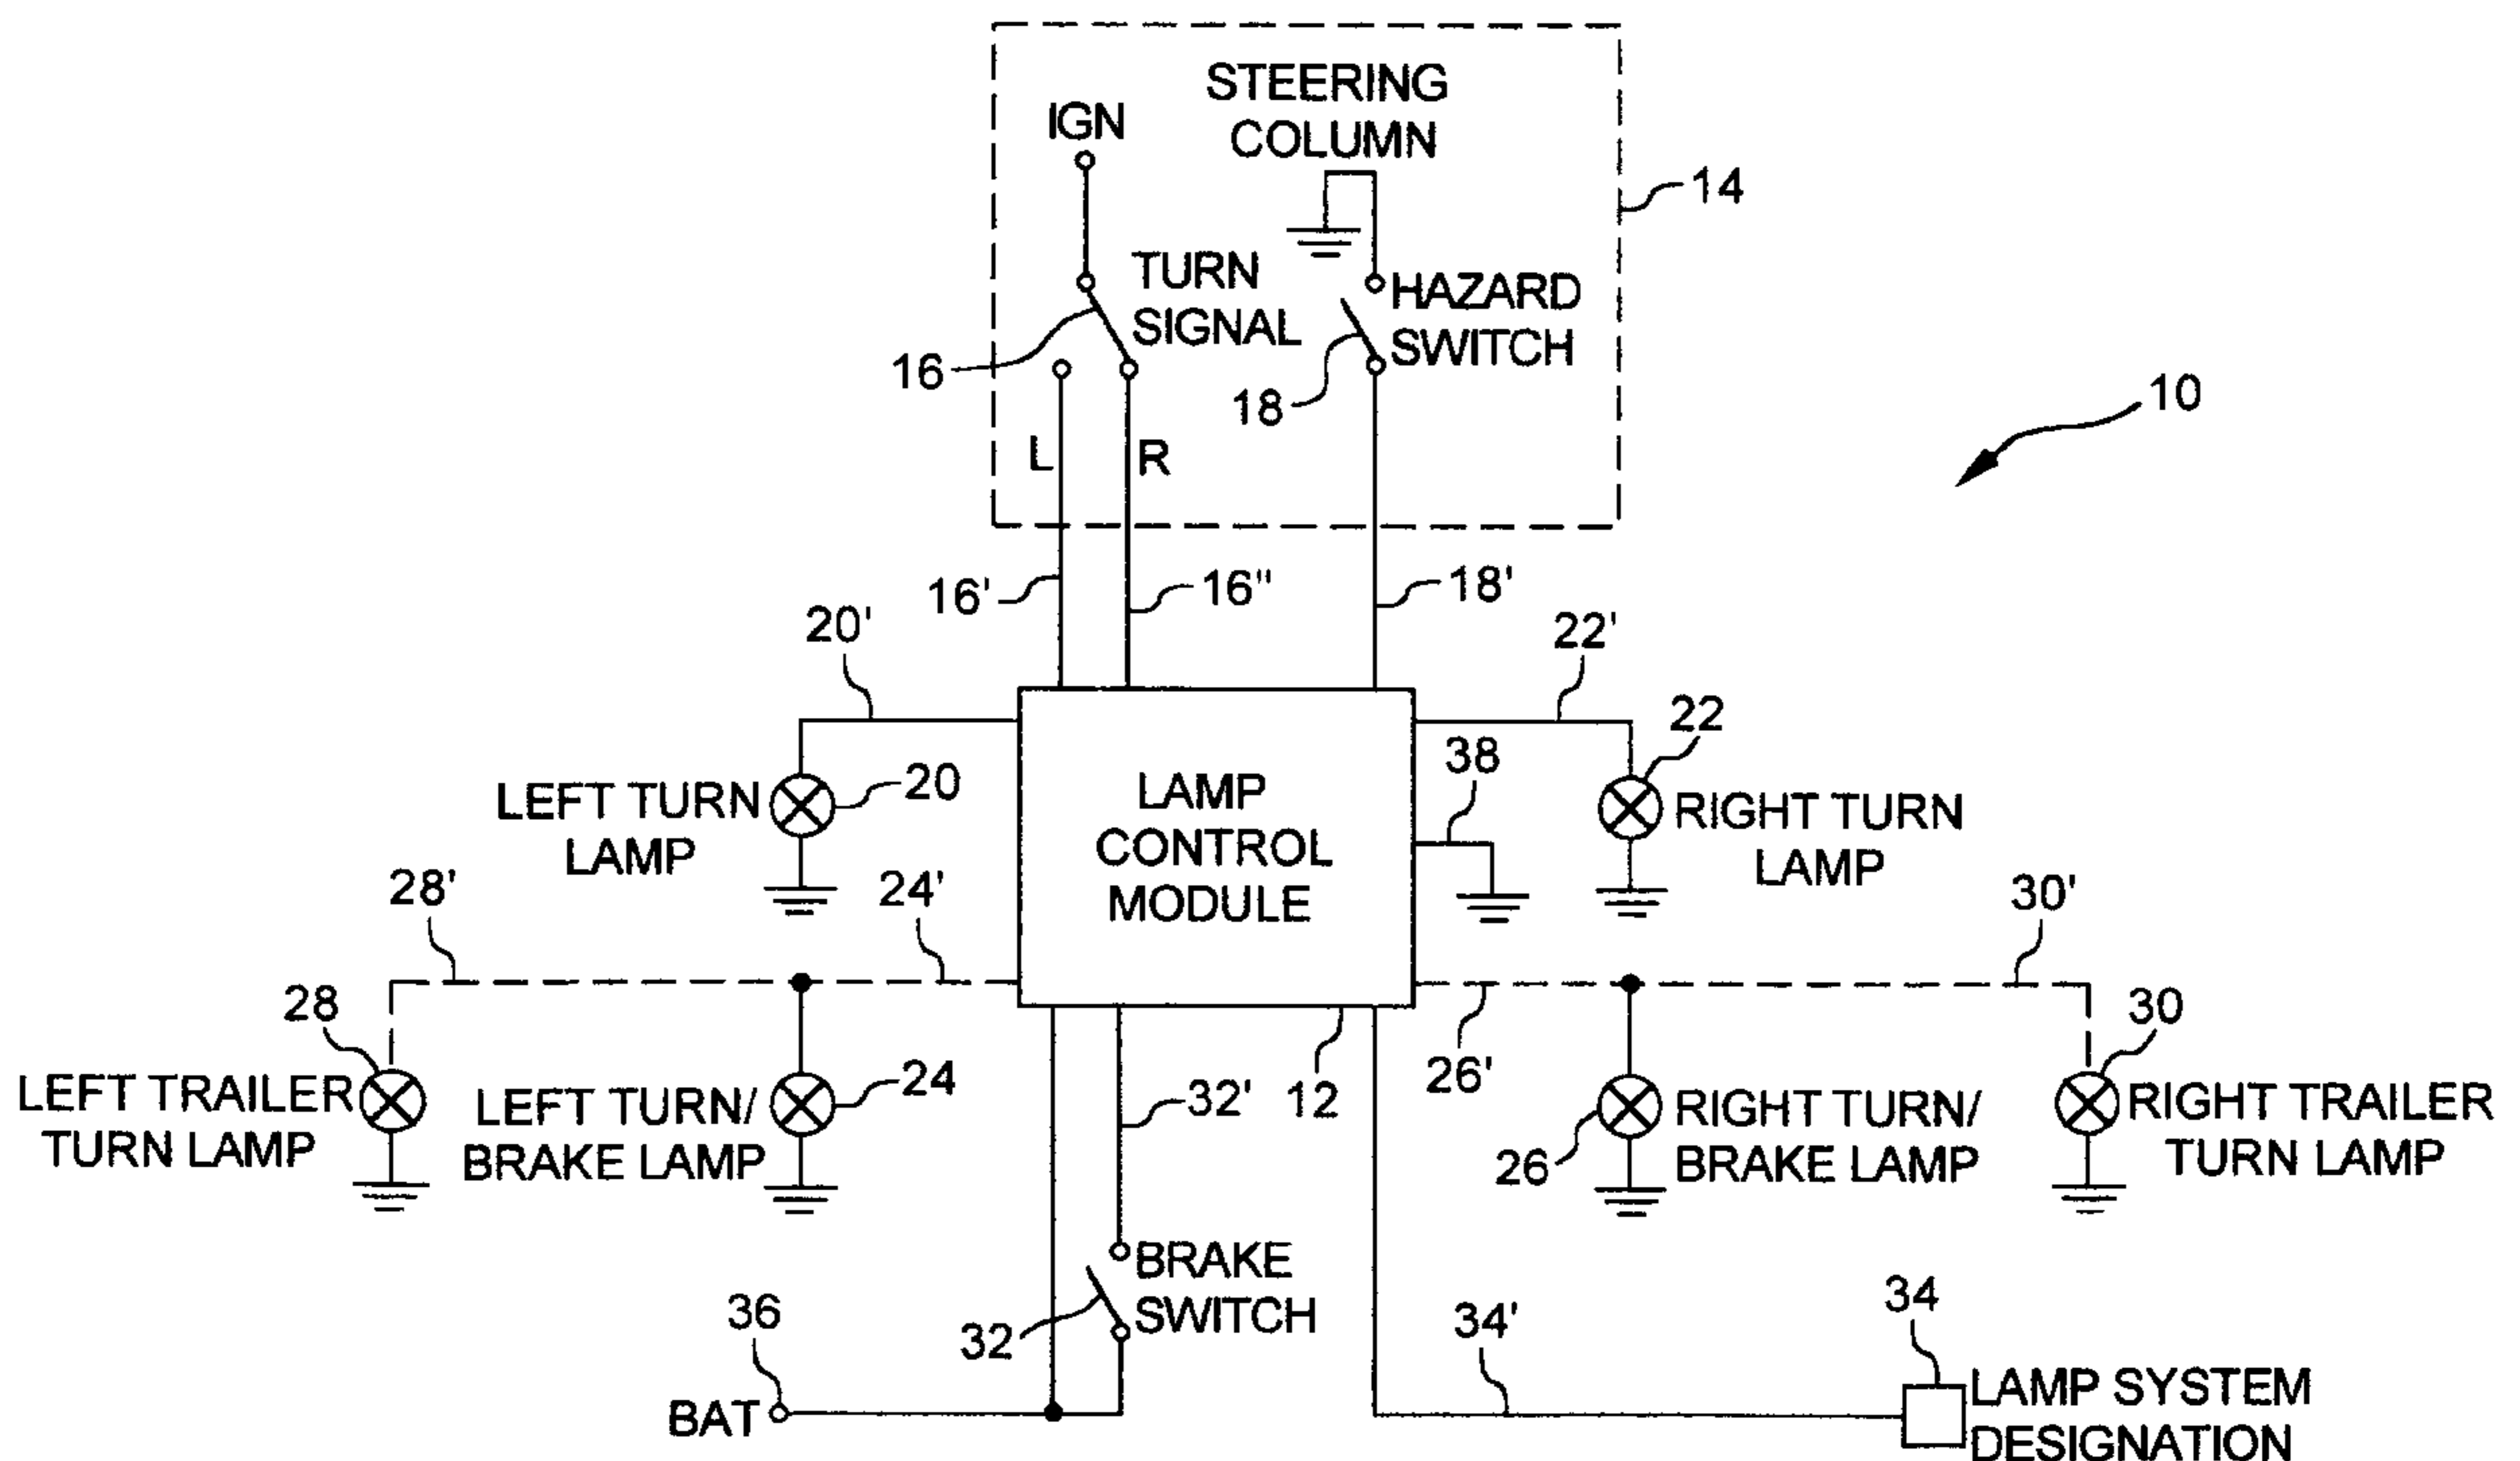 STEERING
COLUMN
IGN
14
TURN
SIGNAL
HAZARD
SWITCH
16
18
10
L
R
16'
16"
18'
20'
22'
22
38
LEFT TURN
LAMP
20
LAMP
CONTROL
MODULE
RIGHT TURN
LAMP
28'
24'
30'
28
30
LEFT TRAILER
TURN LAMP
LEFT TURN/
BRAKE LAMP
24
32'
12
26'
26
RIGHT TURN/
BRAKE LAMP
RIGHT TRAILER
TURN LAMP
BRAKE
SWITCH
32
36
BAT
34'
34
LAMP SYSTEM
DESIGNATION